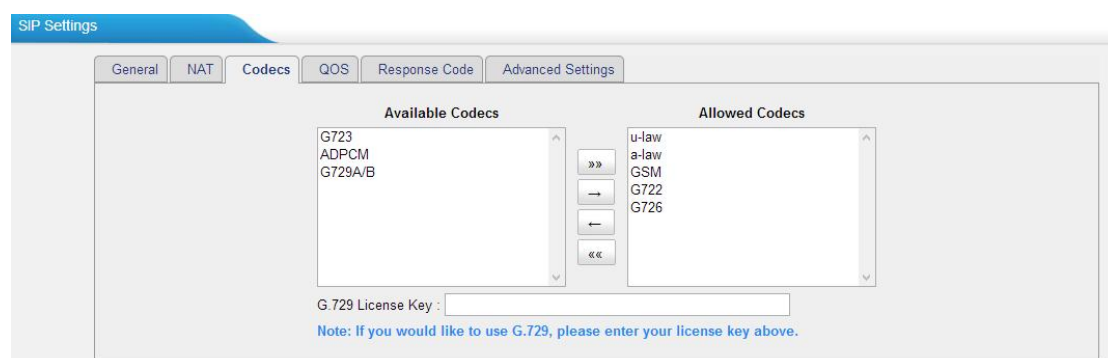 SIP Settings
General NAT Codecs QOS Response Code Advanced Settings
Available Codecs
Allowed Codecs
G723
ADPCM
G729A/B
»»
→
←
««
u-law
a-law
GSM
G722
G726
G.729 License Key :
Note: If you would like to use G.729, please enter your license key above.